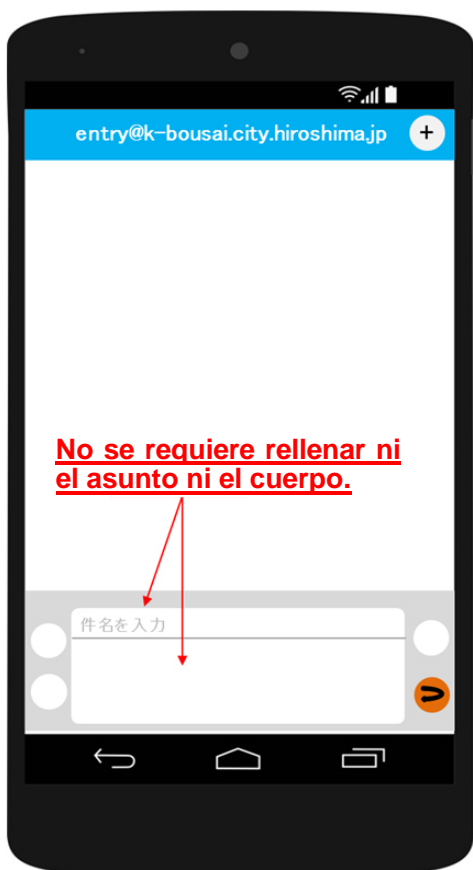 entry@k-bousai.city.hiroshima.jp +
No se requiere rellenar ni
el asunto ni el cuerpo.
件名を入力